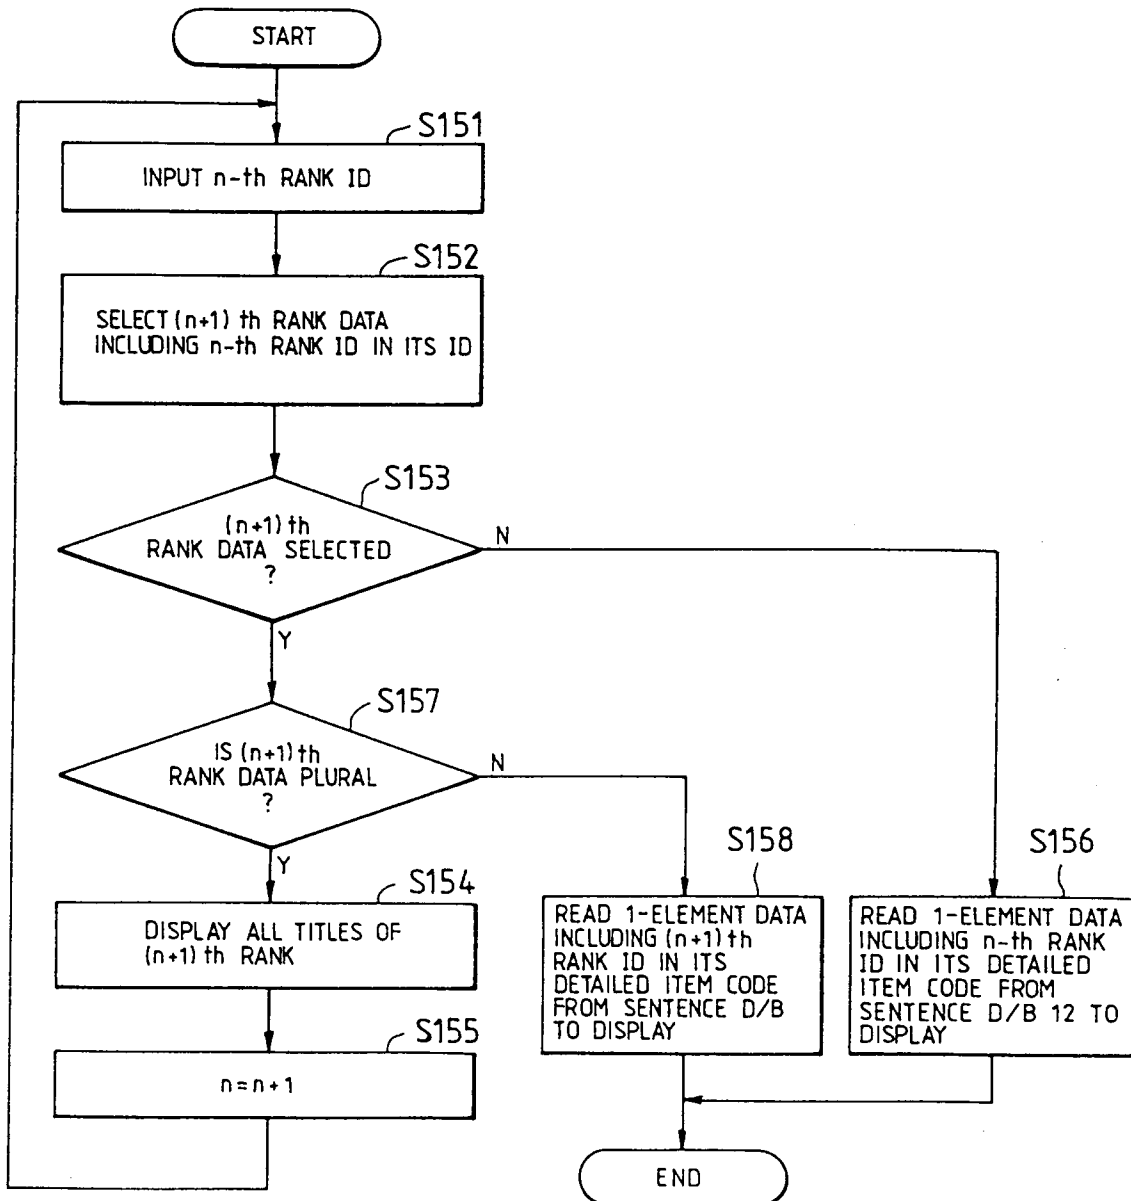 START
S151
INPUT n-th RANK ID
S152
SELECT (n+1) th RANK DATA
INCLUDING n-th RANK ID IN ITS ID
S153
(n+1) th
RANK DATA SELECTED
?
N
Y
S157
IS (n+1) th
RANK DATA PLURAL
?
N
Y
S154
DISPLAY ALL TITLES OF
(n+1) th RANK
S155
n=n+1
S158
READ 1-ELEMENT DATA
INCLUDING (n+1) th
RANK ID IN ITS
DETAILED ITEM CODE
FROM SENTENCE D/B
TO DISPLAY
S156
READ 1-ELEMENT DATA
INCLUDING n-th RANK
ID IN ITS DETAILED
ITEM CODE FROM
SENTENCE D/B 12 TO
DISPLAY
END